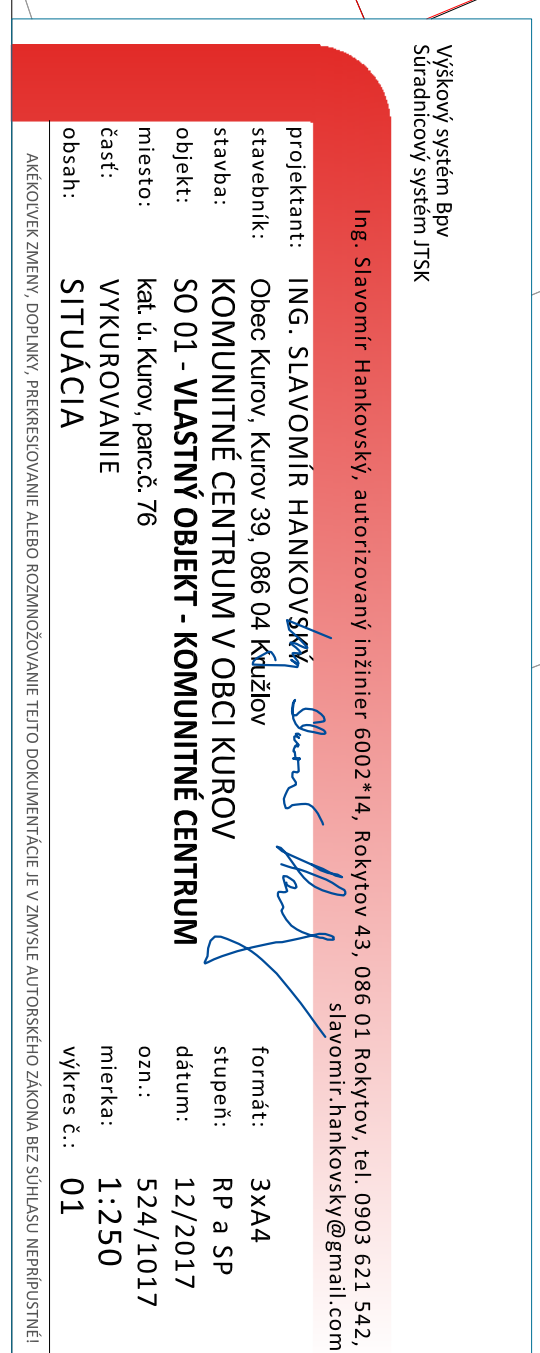 Výškový systém Bpv
Súradnicový systém JTSK
Ing. Slavomír Hankovský, autorizovaný inžinier 6002*I4, Rokytov 43, 086 01 Rokytov, tel. 0903 621 542,
slavomir.hankovsky@gmail.com
projektant: ING. SLAVOMÍR HANKOVSKÝ
stavebník: Obec Kurov, Kurov 39, 086 04 Kružlov formát: 3xA4
stavba: KOMUNITNÉ CENTRUM V OBCI KUROV stupeň: RP a SP
objekt: SO 01 - VLASTNÝ OBJEKT - KOMUNITNÉ CENTRUM dátum: 12/2017
miesto: kat. ú. Kurov, parc.č. 76 ozn.: 524/1017
časť: VYKUROVANIE mierka: 1:250
obsah: SITUÁCIA výkres č.: 01
AKÉKOĽVEK ZMENY, DOPLNKY, PREKRESĽOVANIE ALEBO ROZMNOŽOVANIE TEJTO DOKUMENTÁCIE JE V ZMYSLE AUTORSKÉHO ZÁKONA BEZ SÚHLASU NEPRÍPUSTNÉ!